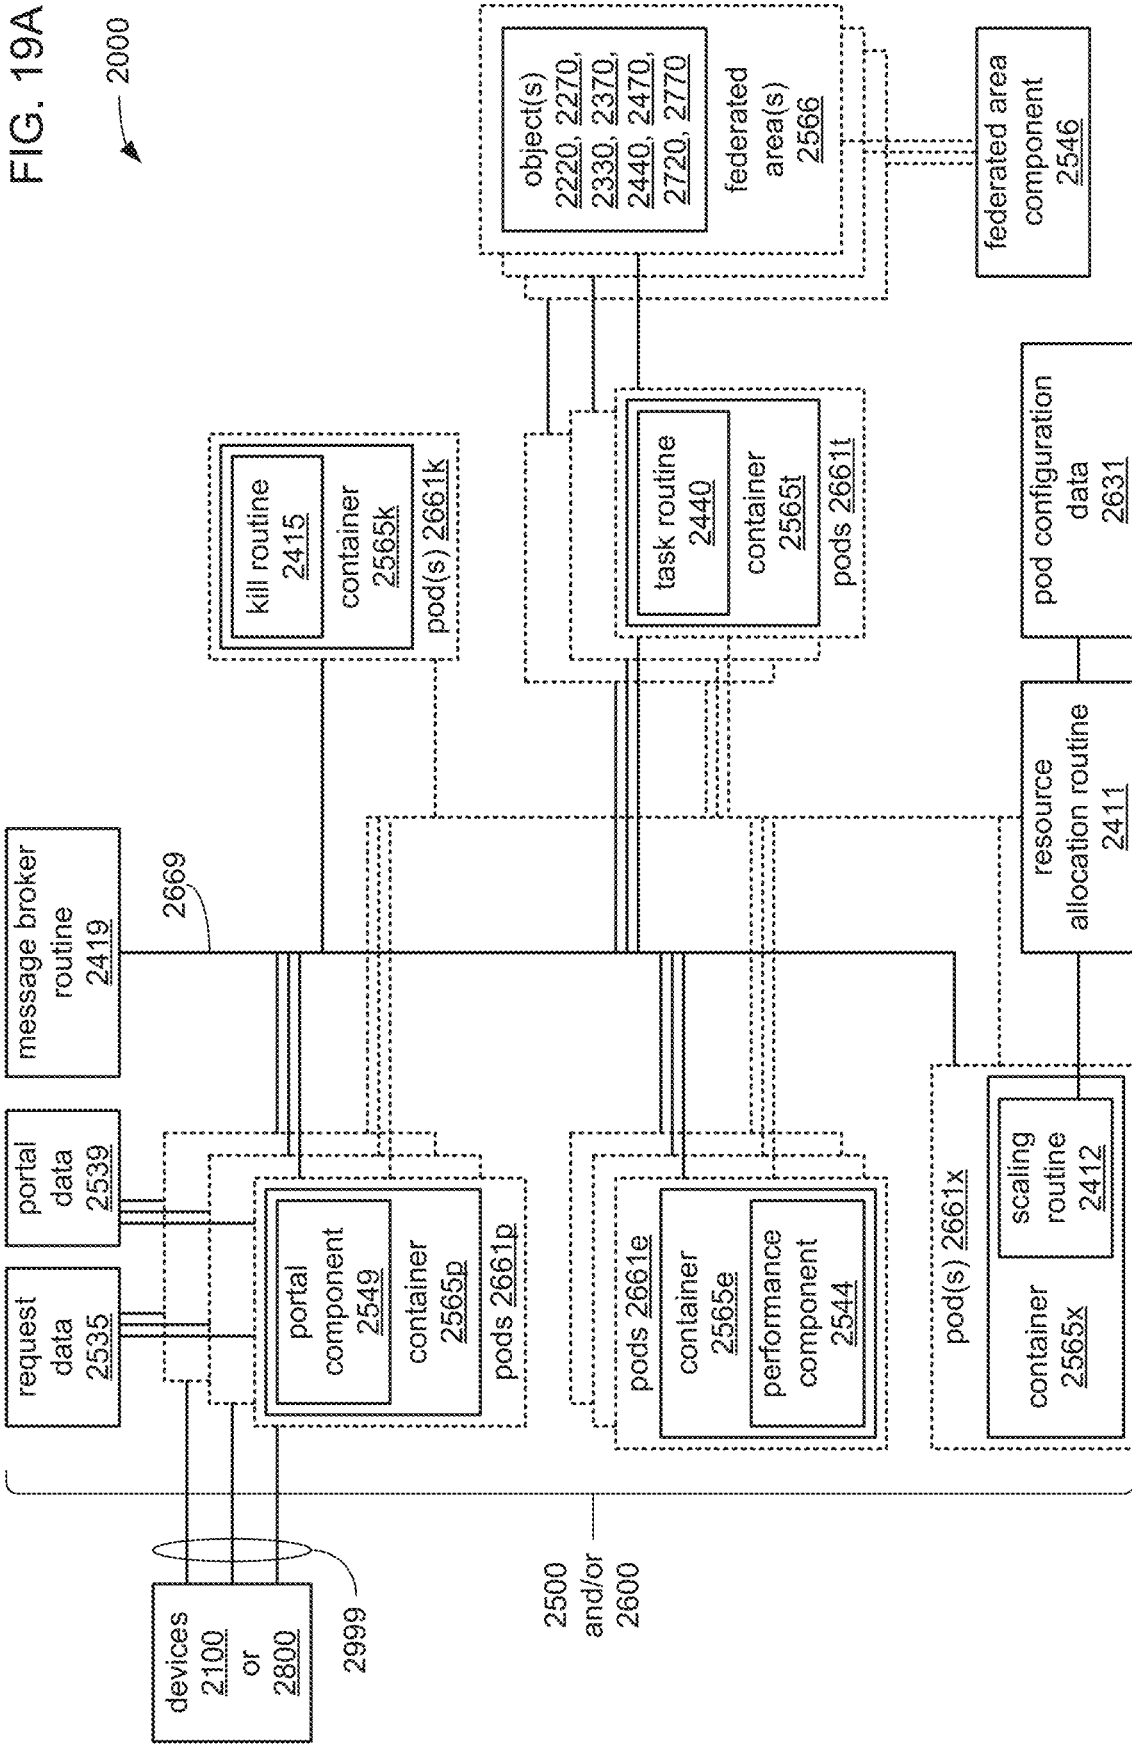 FIG. 19A
2000
devices
2100
or
2800
2999
2500
and/or
2600
request
data
2535
portal
data
2539
message broker
routine
2419
2669
portal
component
2549
container
2565p
pods 2661p
kill routine
2415
container
2565k
pod(s) 2661k
pods 2661e
container
2565e
performance
component
2544
task routine
2440
container
2565t
pods 2661t
object(s)
2220, 2270,
2330, 2370,
2440, 2470,
2720, 2770
federated
area(s)
2566
federated area
component
2546
pod(s) 2661x
container
2565x
scaling
routine
2412
resource
allocation routine
2411
pod configuration
data
2631